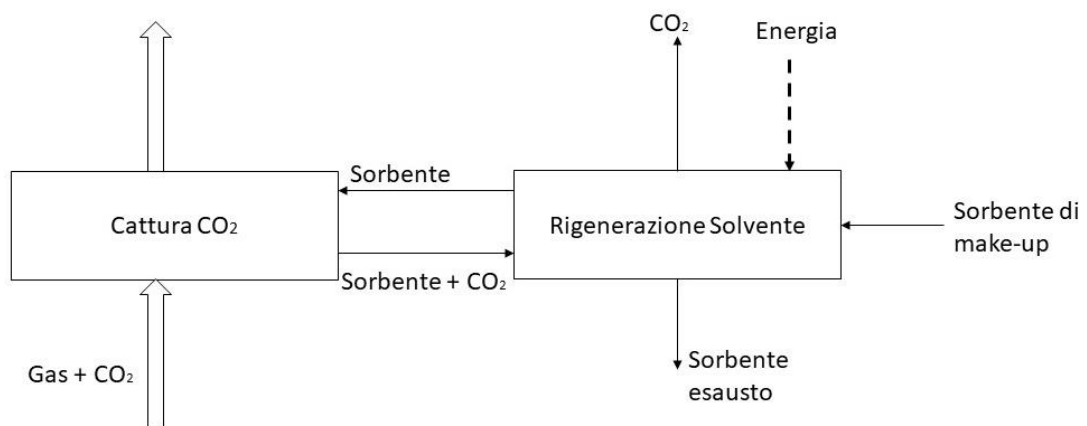 CO₂
Energia
Sorbente
Cattura CO₂
Rigenerazione Solvente
Sorbente di
make-up
Sorbente + CO₂
Gas + CO₂
Sorbente
esausto